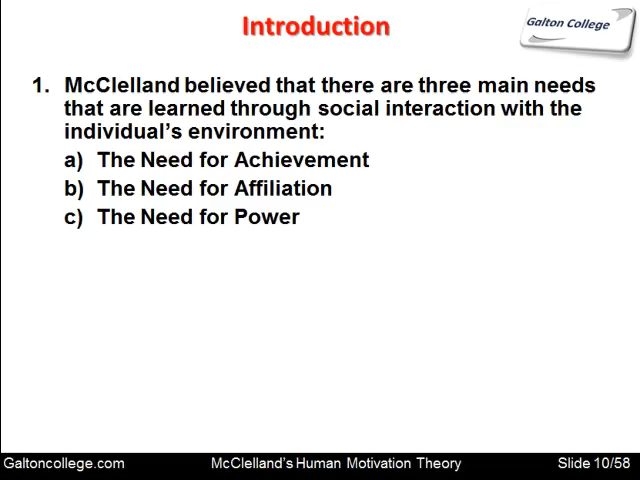 Introduction
Galton College
1. McClelland believed that there are three main needs
that are learned through social interaction with the
individual's environment:
a) The Need for Achievement
b) The Need for Affiliation
c) The Need for Power
Galtoncollege.com McClelland's Human Motivation Theory Slide 10/58